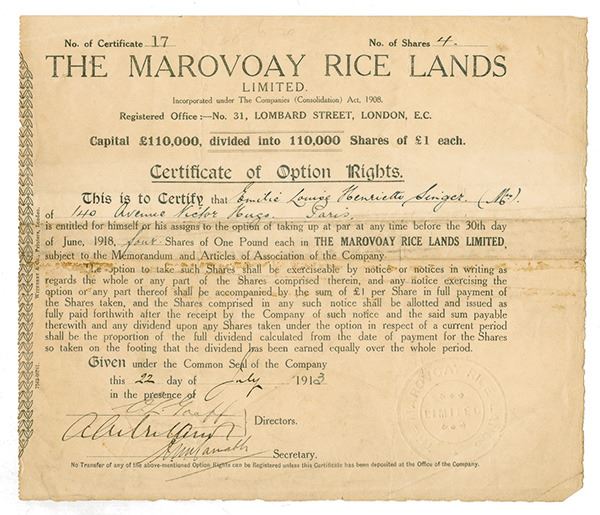 No. of Certificate 17 No. of Shares 4.
THE MAROVOAY RICE LANDS
LIMITED.
Incorporated under The Companies (Consolidation) Act, 1908.
Registered Office :—No. 31, LOMBARD STREET, LONDON, E.C.
Capital £110,000, divided into 110,000 Shares of £1 each.
Certificate of Option Rights.
This is to Certify that Emilie Louise Henriette Singer (Mrs).
of 140 Avenue Victor Hugo. Paris.
is entitled for himself or his assigns to the option of taking up at par at any time before the 30th day
of June, 1918, four Shares of One Pound each in THE MAROVOAY RICE LANDS LIMITED,
subject to the Memorandum and Articles of Association of the Company.
The option to take such Shares shall be exerciseable by notice or notices in writing as
regards the whole or any part of the Shares comprised therein, and any notice exercising the
option or any part thereof shall be accompanied by the sum of £1 per Share in full payment of
the Shares taken, and the Shares comprised in any such notice shall be allotted and issued as
fully paid forthwith after the receipt by the Company of such notice and the said sum payable
therewith and any dividend upon any Shares taken under the option in respect of a current period
shall be the proportion of the full dividend calculated from the date of payment for the Shares
so taken on the footing that the dividend has been earned equally over the whole period.
Given under the Common Seal of the Company
this 22 day of July 1913
in the presence of
Directors.
Secretary.
No Transfer of any of the above-mentioned Option Rights can be Registered unless this Certificate has been deposited at the Office of the Company.
MAROVOAY RICE
LIMITED